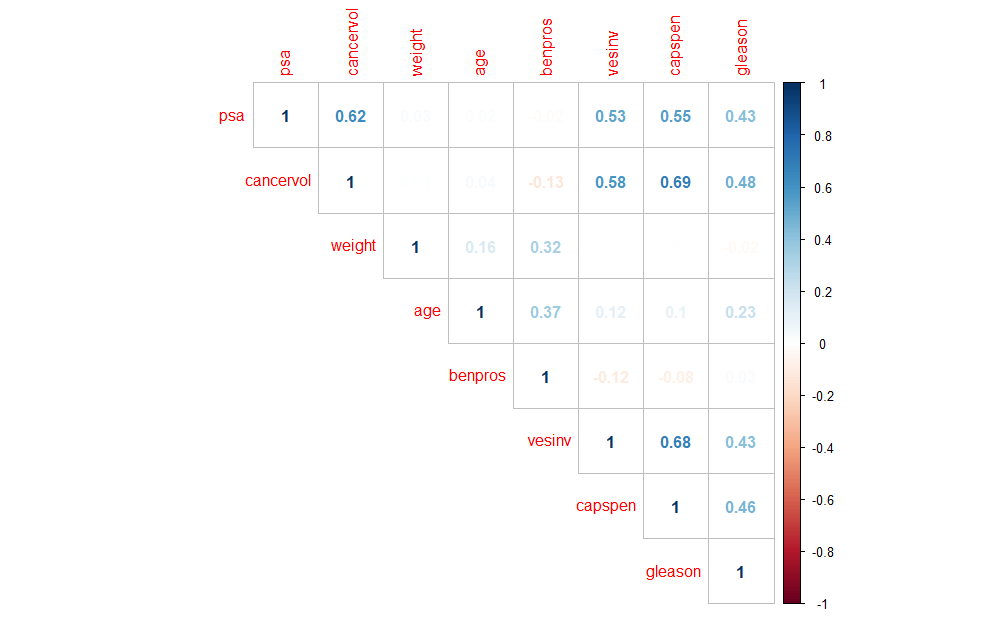 psa cancervol weight age benpros vesinv capspen gleason
psa 1 0.62 0.03 0.02 -0.03 0.53 0.55 0.43
cancervol 1 0.04 -0.13 0.58 0.69 0.48
weight 1 0.16 0.32 -0.02
age 1 0.37 0.12 0.1 0.23
benpros 1 -0.12 -0.08 0.03
vesinv 1 0.68 0.43
capspen 1 0.46
gleason 1
1
0.8
0.6
0.4
0.2
0
-0.2
-0.4
-0.6
-0.8
-1